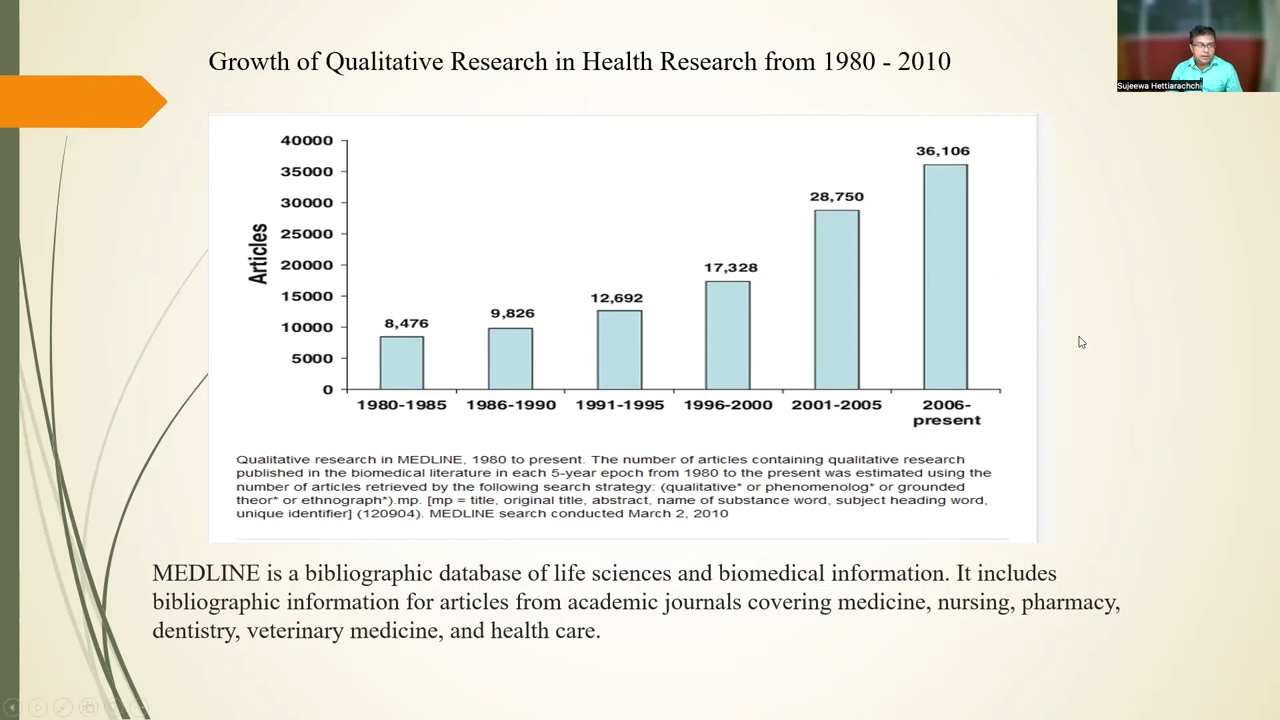 Growth of Qualitative Research in Health Research from 1980 - 2010
Sujeewa Hettiarachchi
40000
35000
30000
25000
20000
15000
10000
5000
0
Articles
8,476
9,826
12,692
17,328
28,750
36,106
1980-1985
1986-1990
1991-1995
1996-2000
2001-2005
2006-
present
Qualitative research in MEDLINE, 1980 to present. The number of articles containing qualitative research
published in the biomedical literature in each 5-year epoch from 1980 to the present was estimated using the
number of articles retrieved by the following search strategy: (qualitative* or phenomenolog* or grounded
theor* or ethnograph*).mp. [mp = title, original title, abstract, name of substance word, subject heading word,
unique identifier] (120904). MEDLINE search conducted March 2, 2010
MEDLINE is a bibliographic database of life sciences and biomedical information. It includes
bibliographic information for articles from academic journals covering medicine, nursing, pharmacy,
dentistry, veterinary medicine, and health care.